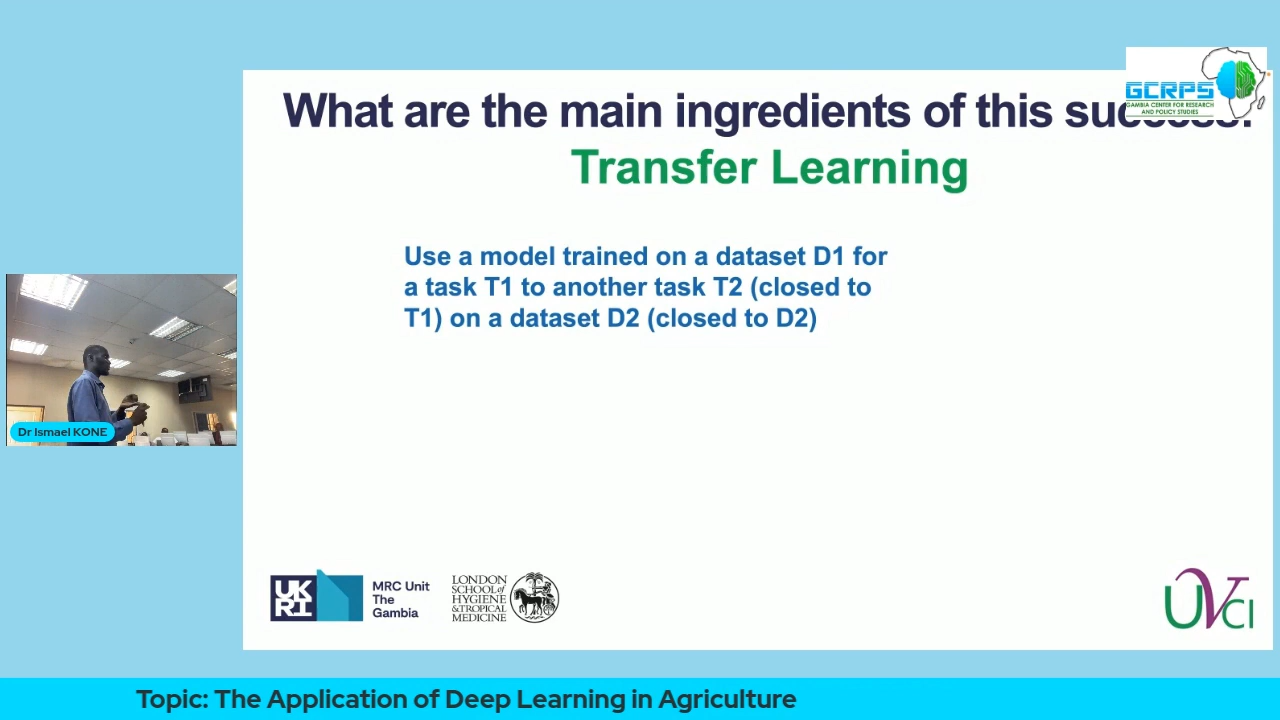 GCRPS
GAMBIA CENTER FOR RESEARCH
AND POLICY STUDIES
What are the main ingredients of this success?
Transfer Learning
Use a model trained on a dataset D1 for
a task T1 to another task T2 (closed to
T1) on a dataset D2 (closed to D2)
Dr Ismael KONE
UK
RI
MRC Unit
The
Gambia
LONDON
SCHOOL of
HYGIENE
& TROPICAL
MEDICINE
UVCI
Topic: The Application of Deep Learning in Agriculture